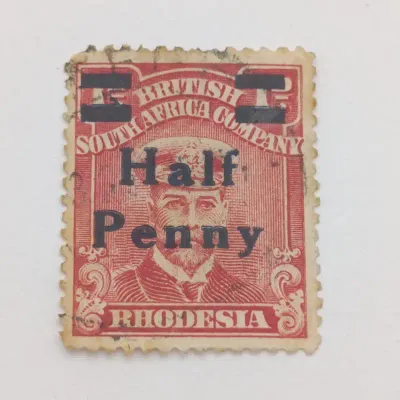 BRITISH
SOUTH AFRICA COMPANY
Half
Penny
RHODESIA